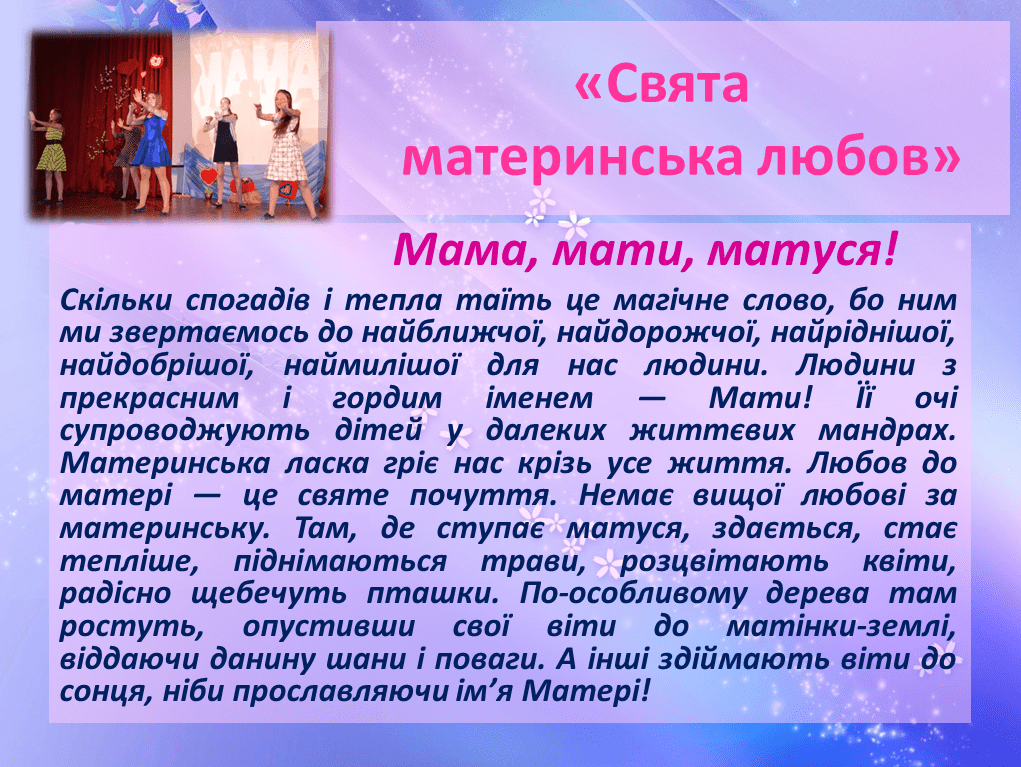 МАМА
«Свята
материнська любов»
Мама, мати, матуся!
Скільки спогадів і тепла таїть це магічне слово, бо ним
ми звертаємось до найближчої, найдорожчої, найріднішої,
найдобрішої, наймилішої для нас людини. Людини з
прекрасним і гордим іменем — Мати! Її очі
супроводжують дітей у далеких життєвих мандрах.
Материнська ласка гріє нас крізь усе життя. Любов до
матері — це святе почуття. Немає вищої любові за
материнську. Там, де ступає матуся, здається, стає
тепліше, піднімаються трави, розцвітають квіти,
радісно щебечуть пташки. По-особливому дерева там
ростуть, опустивши свої віти до матінки-землі,
віддаючи данину шани і поваги. А інші здіймають віти до
сонця, ніби прославляючи ім’я Матері!